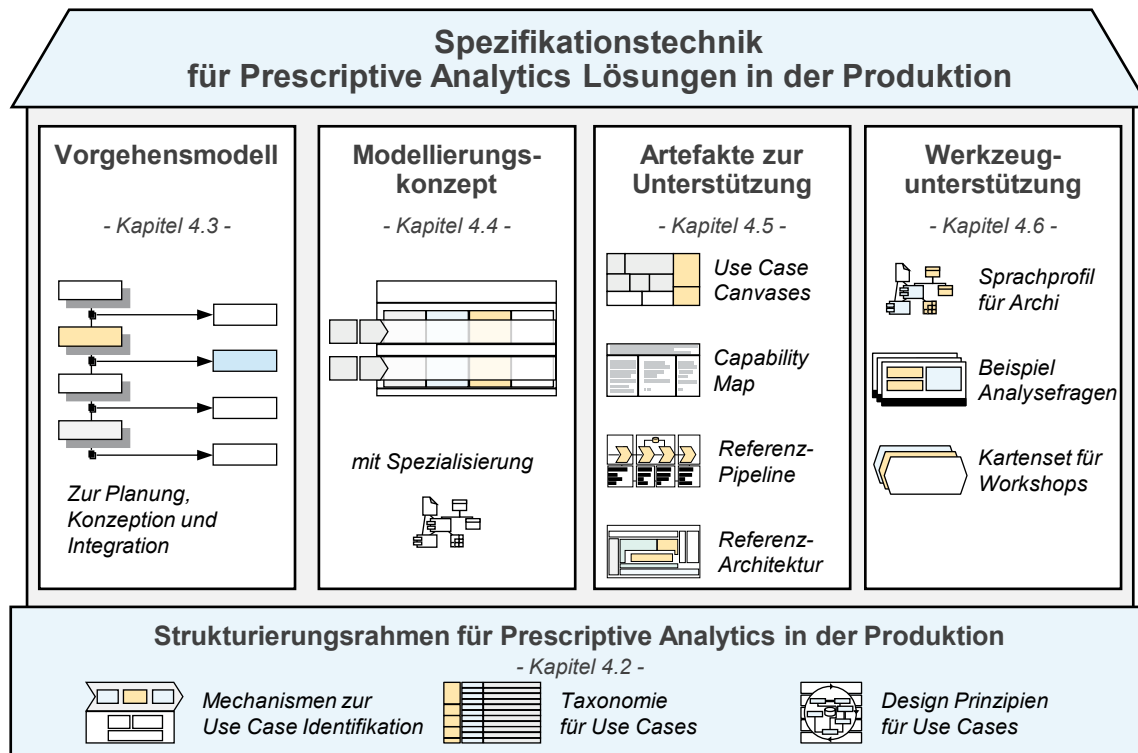 Spezifikationstechnik
für Prescriptive Analytics Lösungen in der Produktion
Vorgehensmodell
- Kapitel 4.3 -
Zur Planung,
Konzeption und
Integration
Modellierungs-
konzept
- Kapitel 4.4 -
mit Spezialisierung
Artefakte zur
Unterstützung
- Kapitel 4.5 -
Use Case
Canvases
Capability
Map
Referenz-
Pipeline
Referenz-
Architektur
Werkzeug-
unterstützung
- Kapitel 4.6 -
Sprachprofil
für Archi
Beispiel
Analysefragen
Kartenset für
Workshops
Strukturierungsrahmen für Prescriptive Analytics in der Produktion
- Kapitel 4.2 -
Mechanismen zur
Use Case Identifikation
Taxonomie
für Use Cases
Design Prinzipien
für Use Cases